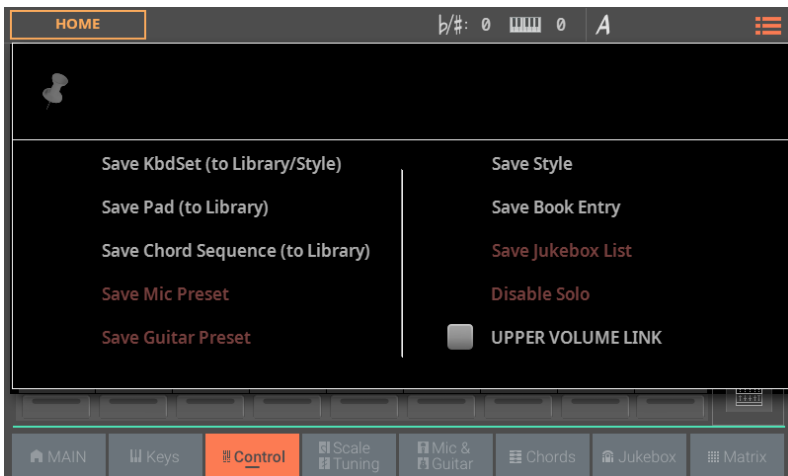 HOME
♭/#: 0 0 A
Save KbdSet (to Library/Style)
Save Pad (to Library)
Save Chord Sequence (to Library)
Save Mic Preset
Save Guitar Preset
Save Style
Save Book Entry
Save Jukebox List
Disable Solo
UPPER VOLUME LINK
MAIN
Keys
Control
Scale
Tuning
Mic &
Guitar
Chords
Jukebox
Matrix